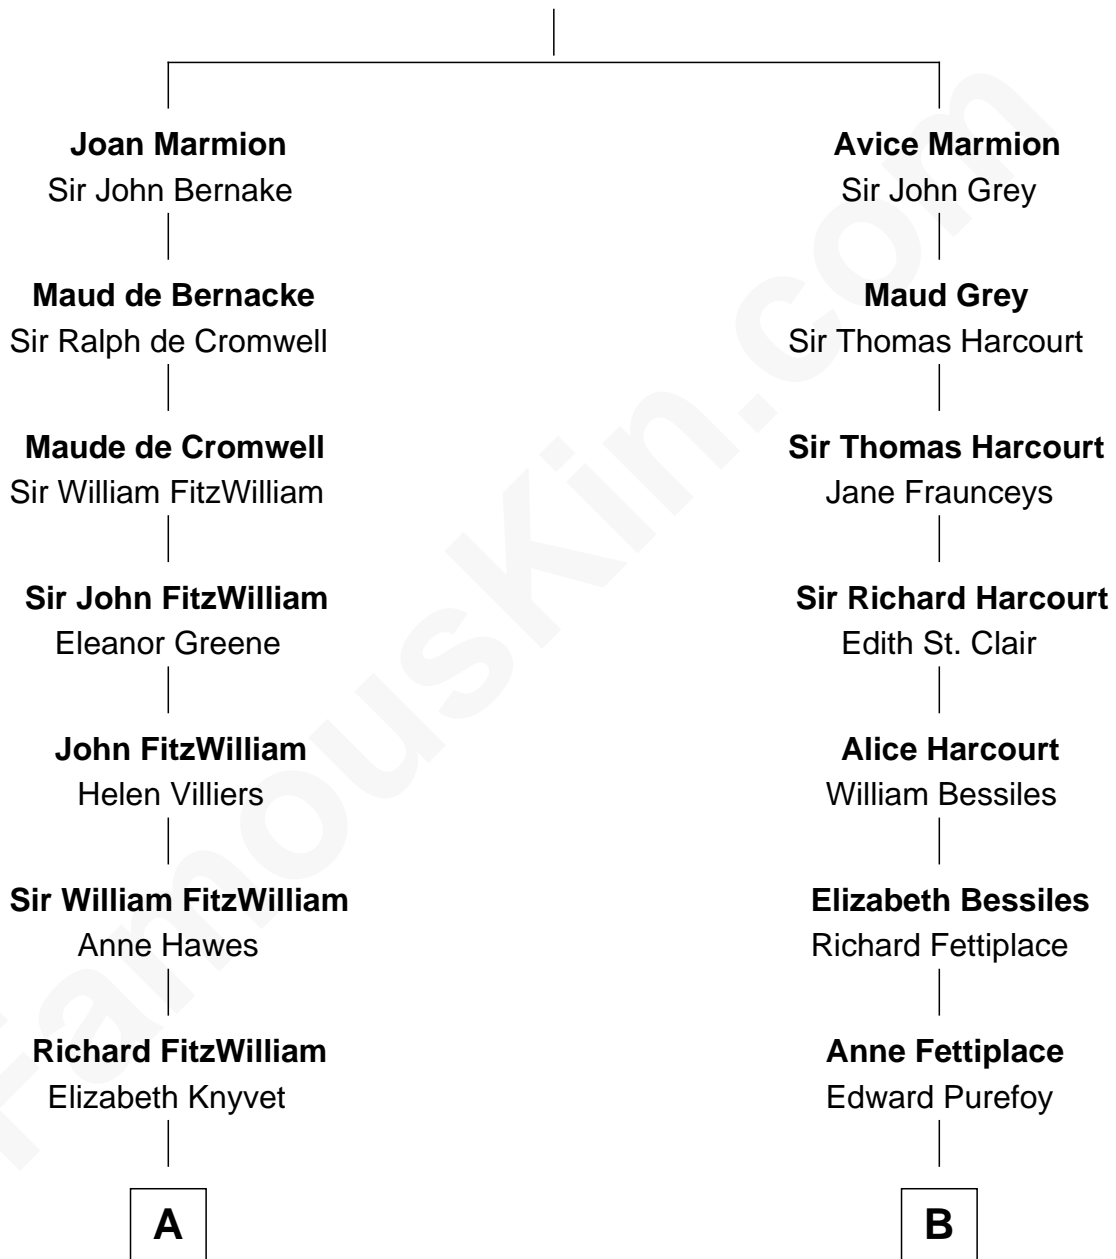 Joan Marmion
Sir John Bernake
Maud de Bernacke
Sir Ralph de Cromwell
Maude de Cromwell
Sir William FitzWilliam
Sir John FitzWilliam
Eleanor Greene
John FitzWilliam
Helen Villiers
Sir William FitzWilliam
Anne Hawes
Richard FitzWilliam
Elizabeth Knyvet
A
Avice Marmion
Sir John Grey
Maud Grey
Sir Thomas Harcourt
Sir Thomas Harcourt
Jane Fraunceys
Sir Richard Harcourt
Edith St. Clair
Alice Harcourt
William Bessiles
Elizabeth Bessiles
Richard Fettiplace
Anne Fettiplace
Edward Purefoy
B
FamousKin.com